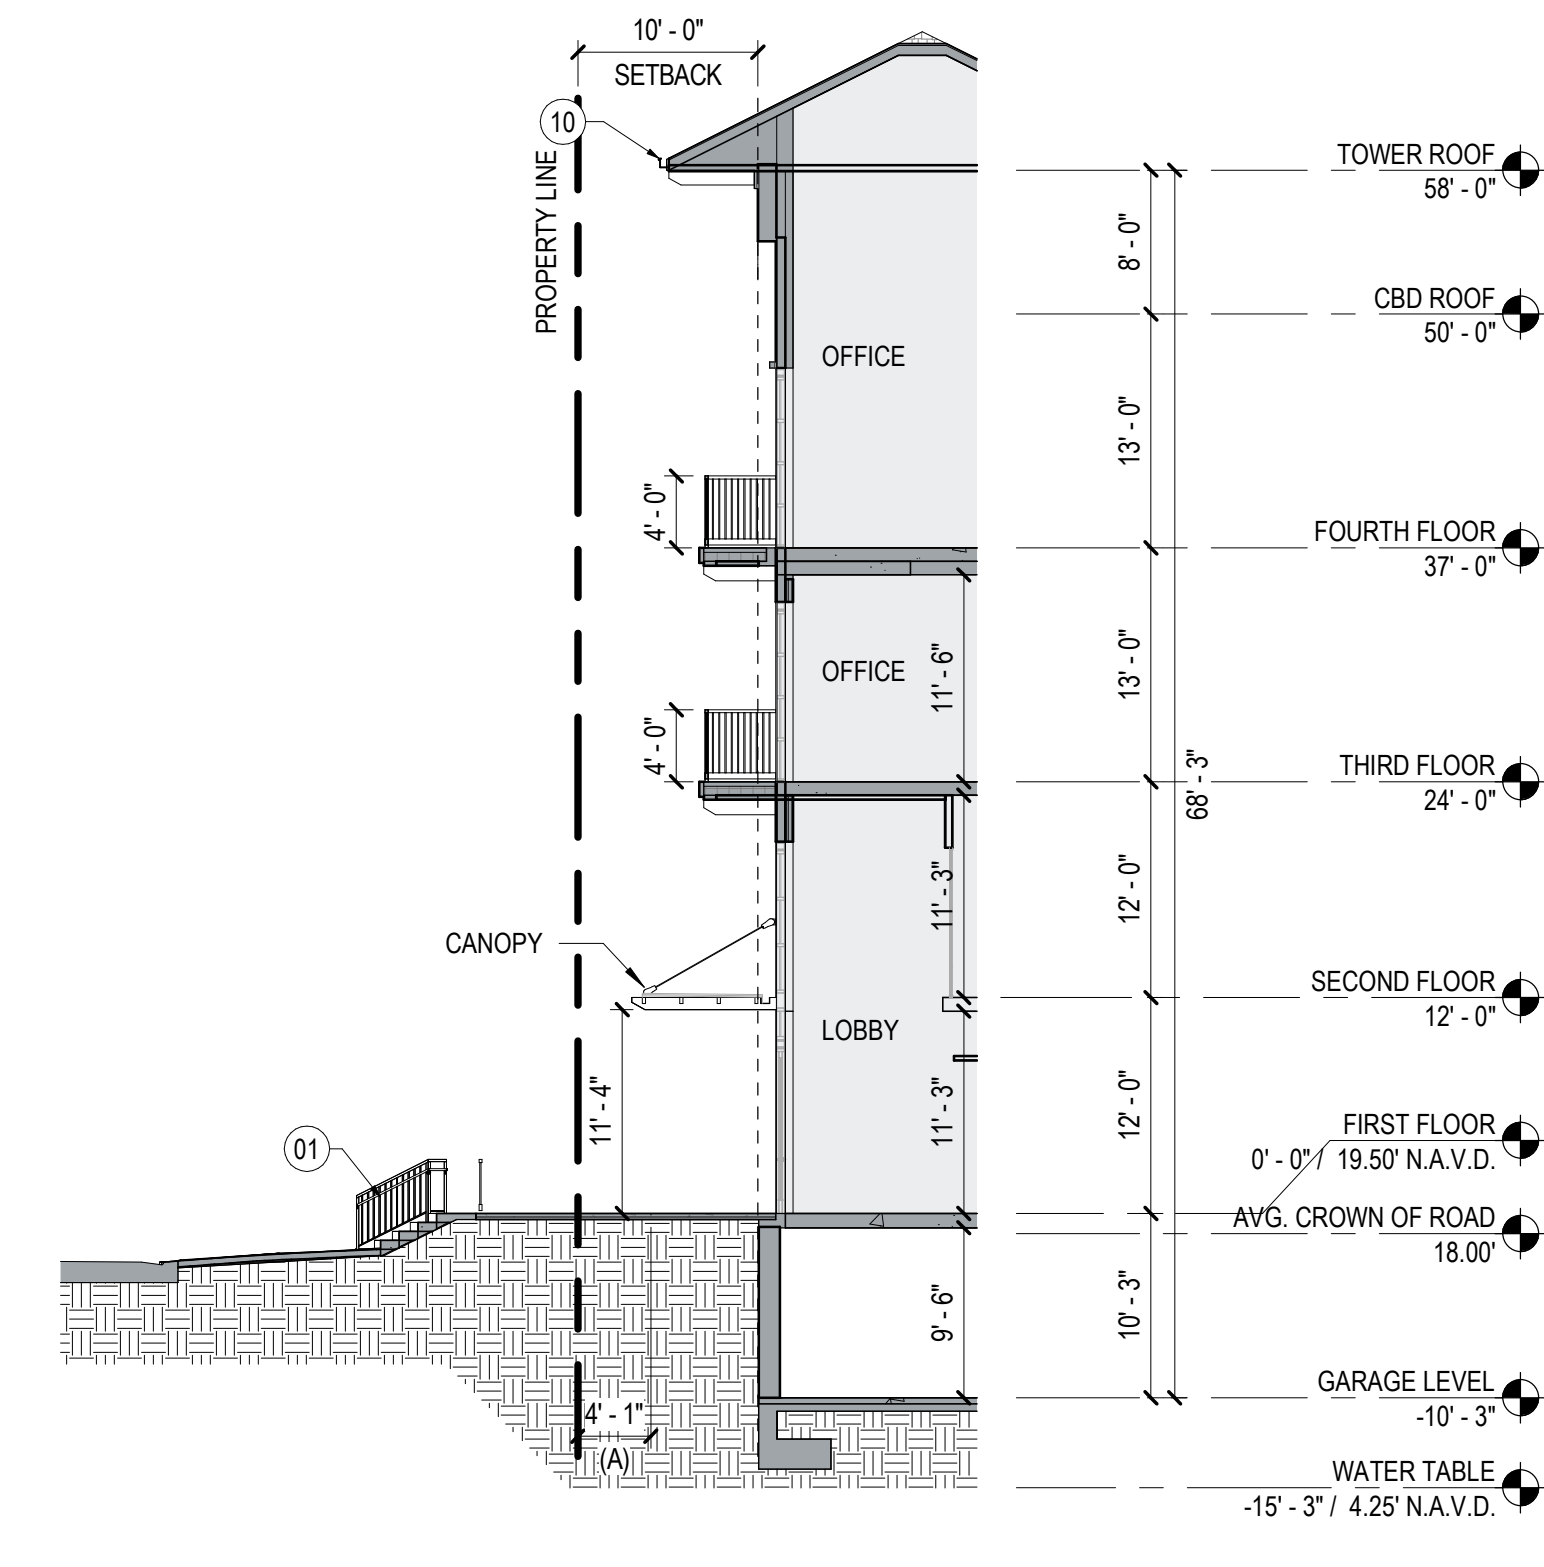 10' - 0"
SETBACK
10
PROPERTY LINE
TOWER ROOF
58' - 0"
8' - 0"
CBD ROOF
50' - 0"
OFFICE
13' - 0"
4' - 0"
FOURTH FLOOR
37' - 0"
OFFICE
11' - 6"
13' - 0"
4' - 0"
68' - 3"
THIRD FLOOR
24' - 0"
11' - 3"
12' - 0"
CANOPY
SECOND FLOOR
12' - 0"
LOBBY
11' - 4"
11' - 3"
12' - 0"
01
FIRST FLOOR
0' - 0" / 19.50' N.A.V.D.
AVG. CROWN OF ROAD
18.00'
9' - 6"
10' - 3"
GARAGE LEVEL
-10' - 3"
4' - 1"
(A)
WATER TABLE
-15' - 3" / 4.25' N.A.V.D.